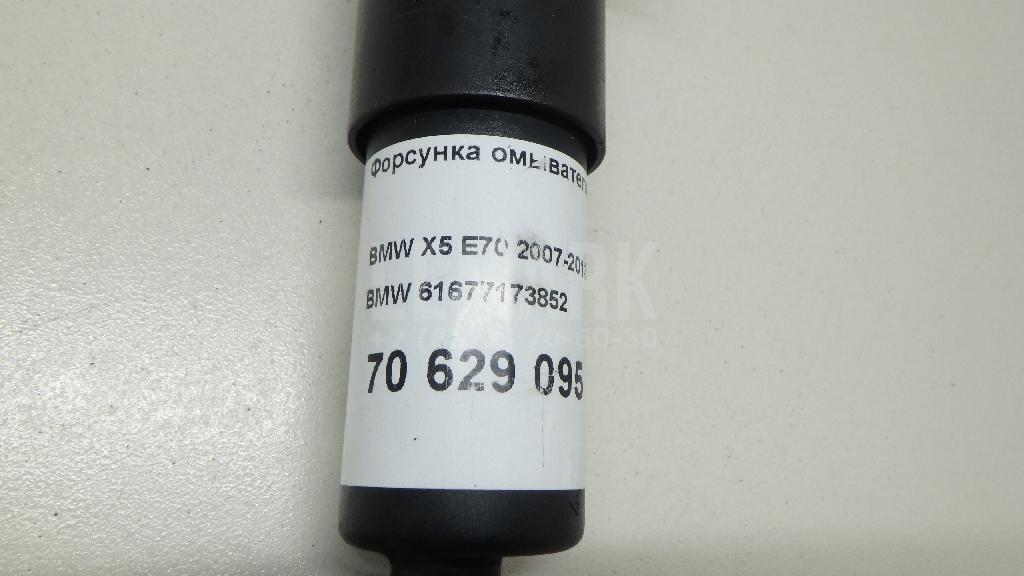 Форсунка омывател
BMW X5 E70 2007-201
BMW 61677173852
70 629 095